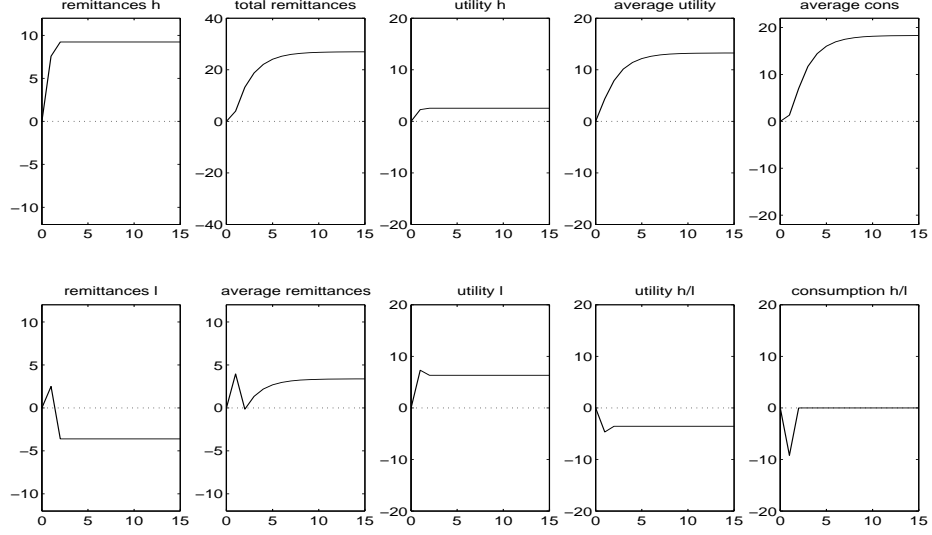 remittances h
total remittances
utility h
average utility
average cons
10
5
0
−5
−10
0 5 10 15
40
20
0
−20
−40
0 5 10 15
20
10
0
−10
−20
0 5 10 15
20
10
0
−10
−20
0 5 10 15
20
10
0
−10
−20
0 5 10 15
remittances l
average remittances
utility l
utility h/l
consumption h/l
10
5
0
−5
−10
0 5 10 15
10
5
0
−5
−10
0 5 10 15
20
10
0
−10
−20
0 5 10 15
20
10
0
−10
−20
0 5 10 15
20
10
0
−10
−20
0 5 10 15